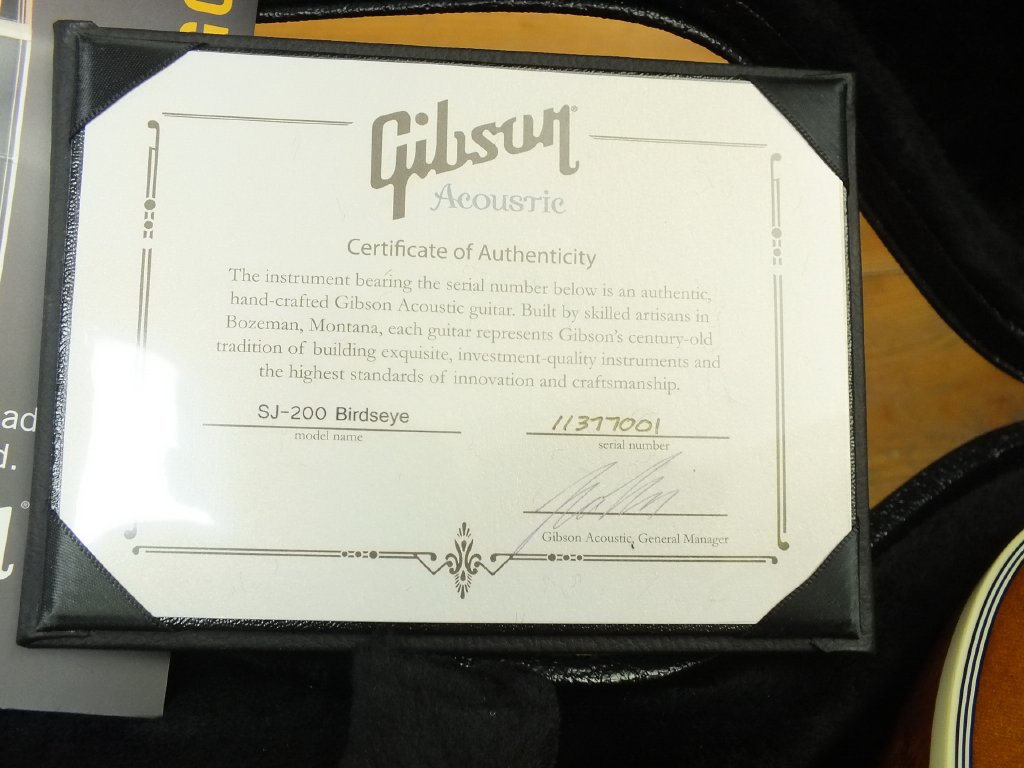 GO
Gibson®
Acoustic
Certificate of Authenticity
The instrument bearing the serial number below is an authentic,
hand-crafted Gibson Acoustic guitar. Built by skilled artisans in
Bozeman, Montana, each guitar represents Gibson's century-old
tradition of building exquisite, investment-quality instruments and
the highest standards of innovation and craftsmanship.
SJ-200 Birdseye 11377001
model name serial number
Gibson Acoustic, General Manager
ad
d.
®